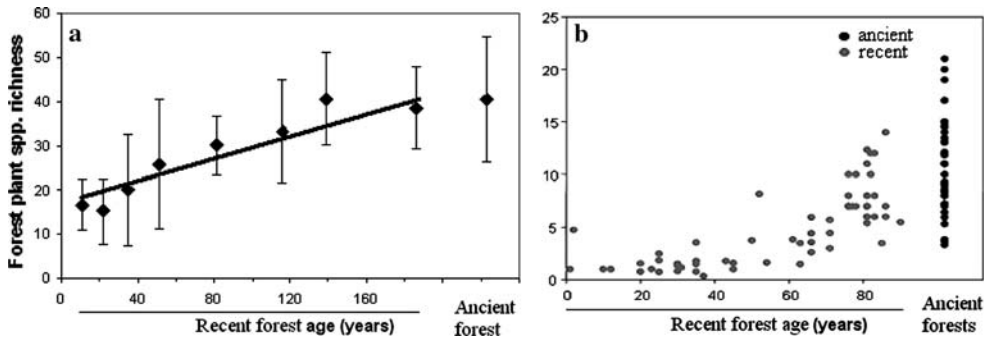 a
Forest plant spp. richness
60
50
40
30
20
10
0
0 40 80 120 160
Recent forest age (years)
Ancient
forest
b
ancient
recent
25
20
15
10
5
0
0 20 40 60 80
Recent forest age (years)
Ancient
forests